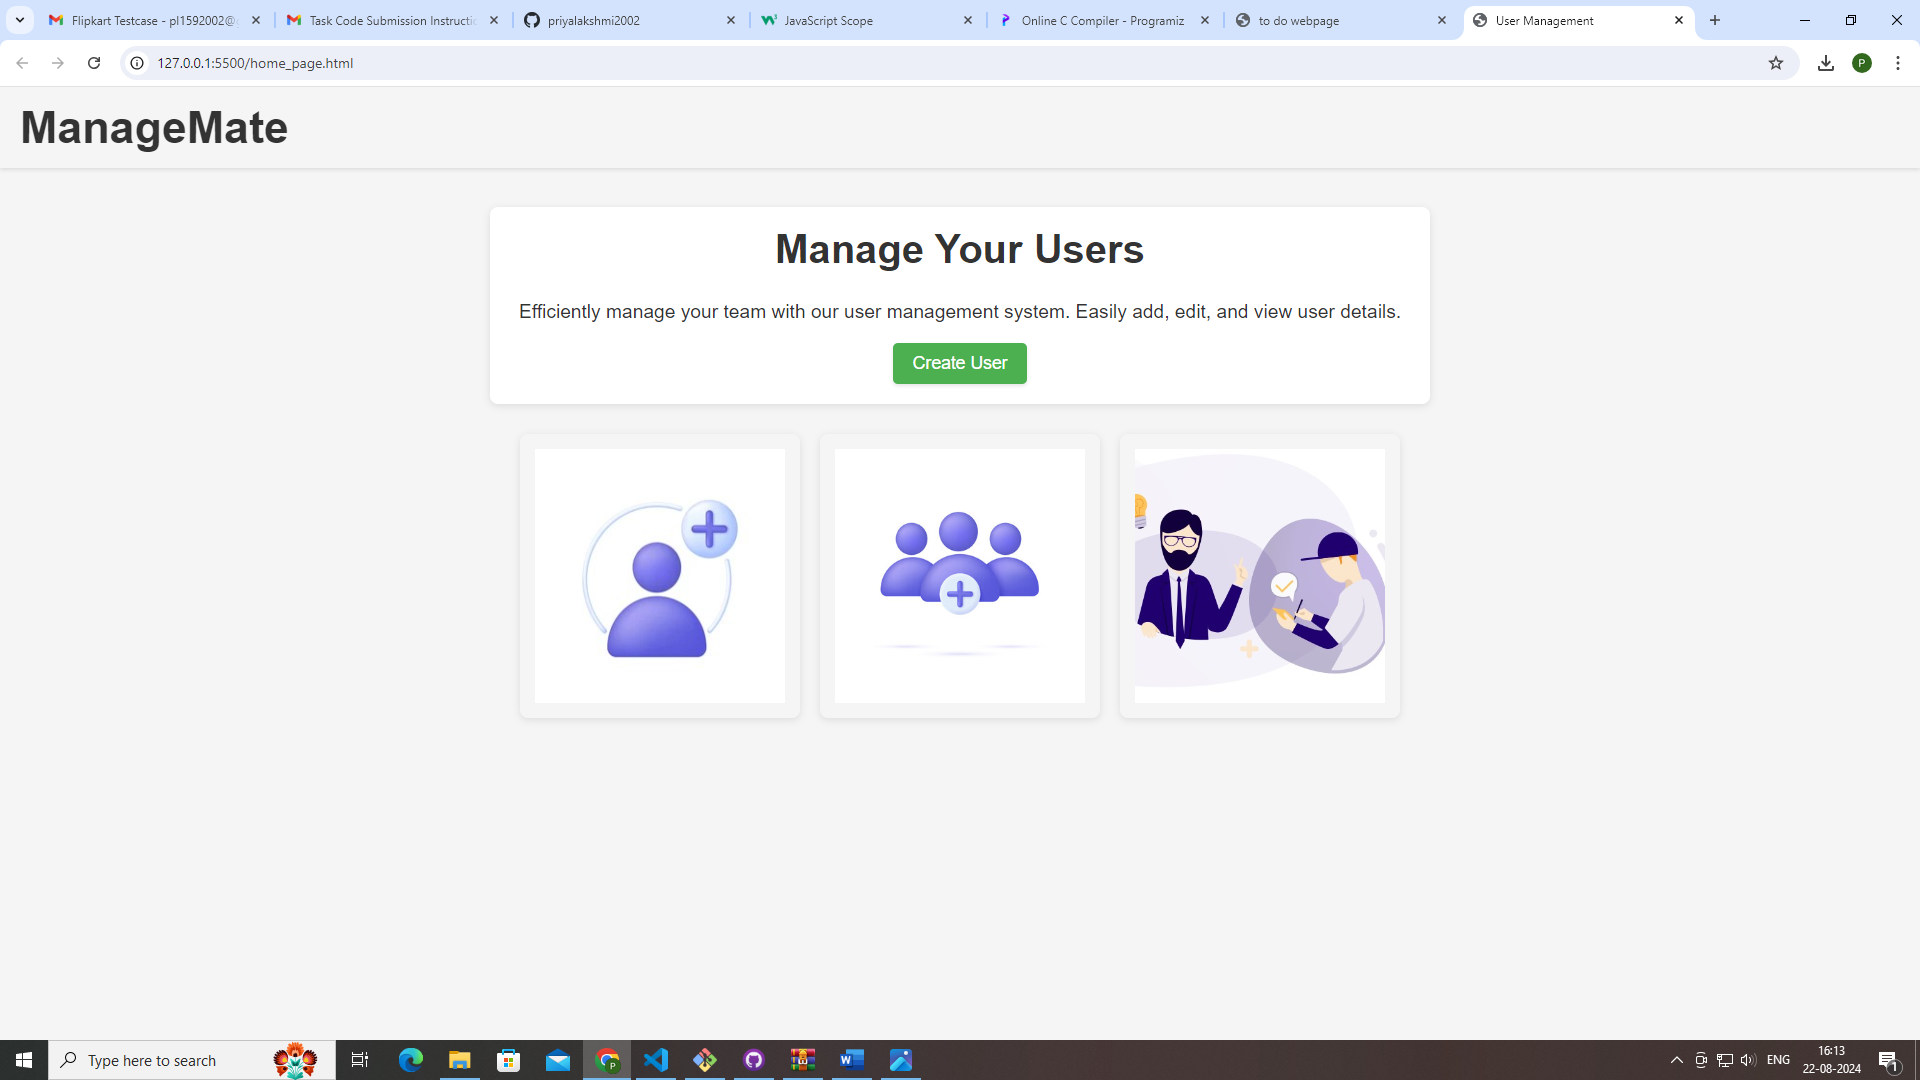 Flipkart Testcase - pl1592002@
Task Code Submission Instructi
priyalakshmi2002
JavaScript Scope
Online C Compiler - Programiz
to do webpage
User Management
127.0.0.1:5500/home_page.html
P
ManageMate
Manage Your Users
Efficiently manage your team with our user management system. Easily add, edit, and view user details.
Create User
Type here to search
ENG
16:13
22-08-2024
1